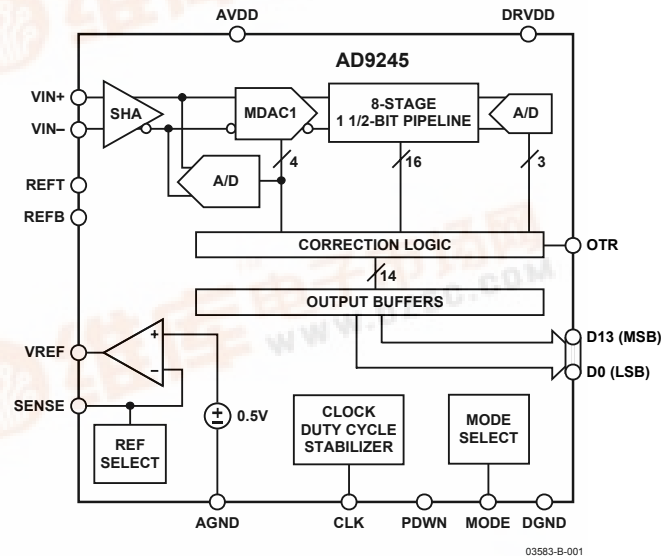 AVDD
DRVDD
AD9245
VIN+
SHA
MDAC1
8-STAGE
1 1/2-BIT PIPELINE
A/D
VIN–
4
16
3
A/D
REFT
REFB
CORRECTION LOGIC
OTR
14
OUTPUT BUFFERS
D13 (MSB)
VREF
+
–
D0 (LSB)
SENSE
0.5V
CLOCK
DUTY CYCLE
STABILIZER
MODE
SELECT
REF
SELECT
AGND
CLK
PDWN
MODE
DGND
03583-B-001